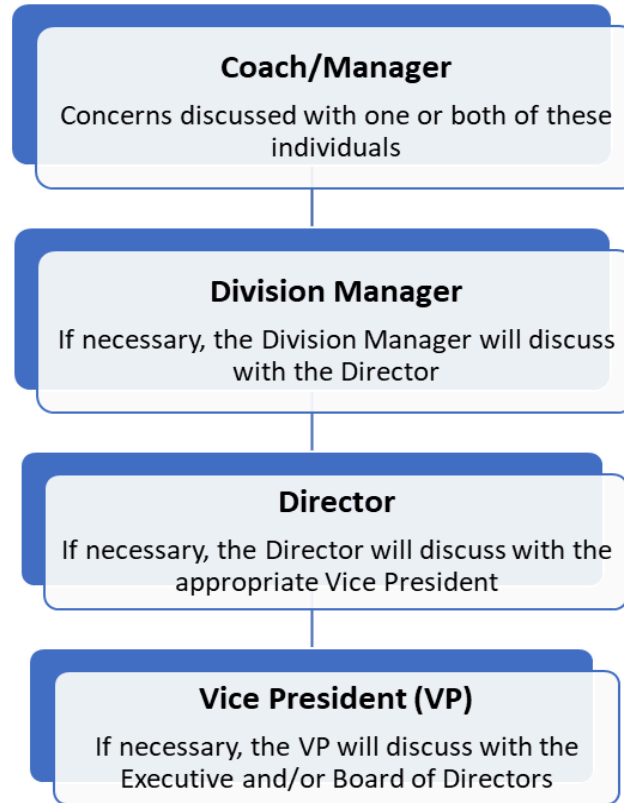 Coach/Manager
Concerns discussed with one or both of these
individuals
Division Manager
If necessary, the Division Manager will discuss
with the Director
Director
If necessary, the Director will discuss with the
appropriate Vice President
Vice President (VP)
If necessary, the VP will discuss with the
Executive and/or Board of Directors